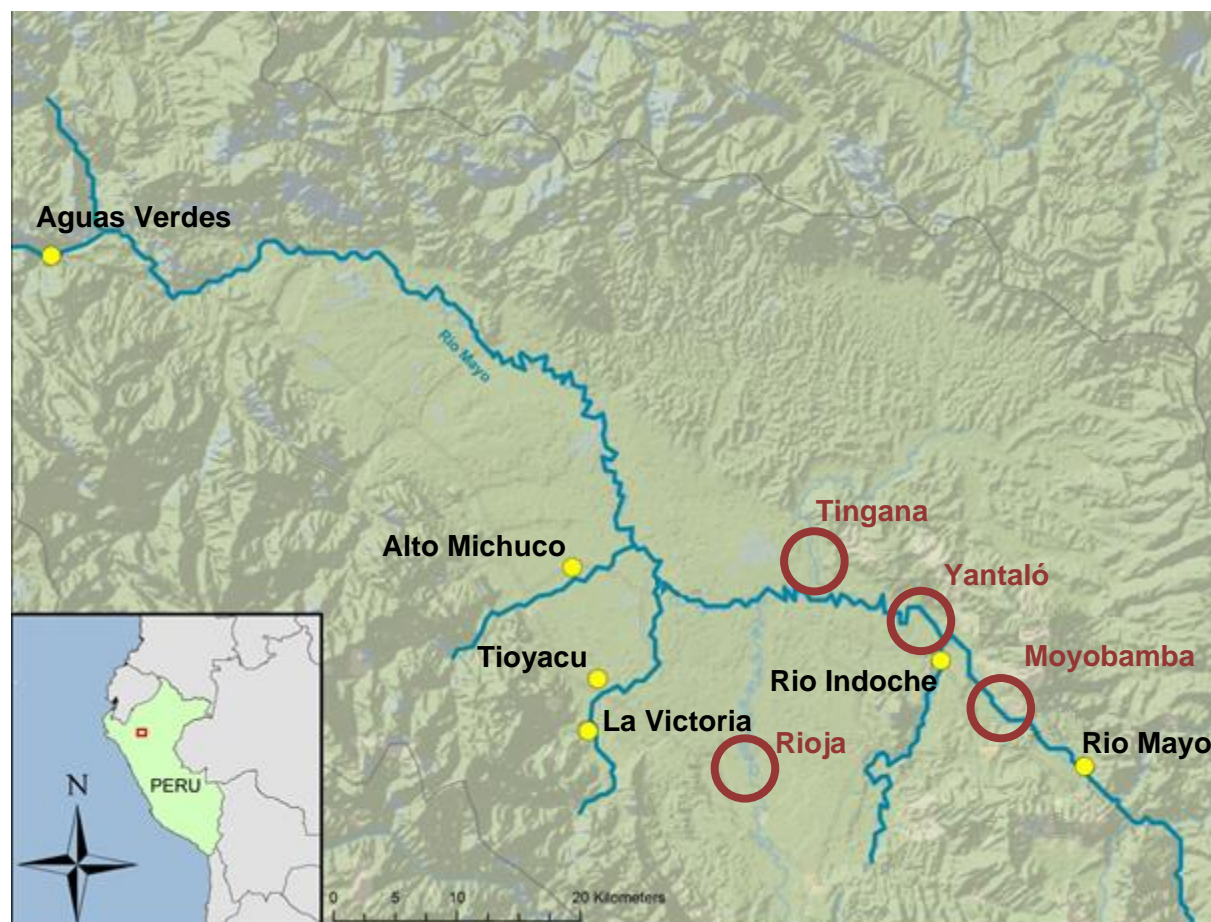 Aguas Verdes
Rio Mayo
Tingana
Alto Michuco
Yantaló
Moyobamba
Tioyacu
Rio Indoche
La Victoria
Rioja
Rio Mayo
PERU
N
0 5 10 20 Kilometers